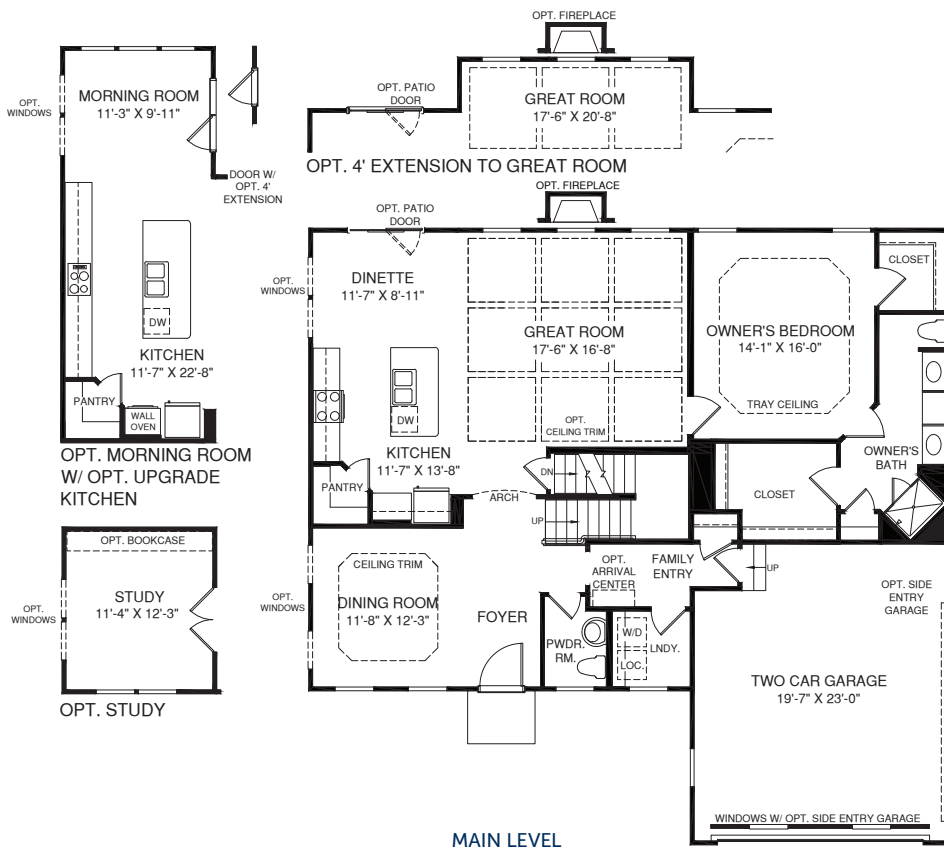 OPT. FIREPLACE
MORNING ROOM
11'-3" X 9'-11"
OPT.
WINDOWS
DOOR W/
OPT. 4'
EXTENSION
DW
KITCHEN
11'-7" X 22'-8"
PANTRY
WALL
OVEN
OPT. MORNING ROOM
W/ OPT. UPGRADE
KITCHEN
OPT. PATIO
DOOR
GREAT ROOM
17'-6" X 20'-8"
OPT. 4' EXTENSION TO GREAT ROOM
OPT. FIREPLACE
OPT. PATIO
DOOR
OPT.
WINDOWS
DINETTE
11'-7" X 8'-11"
GREAT ROOM
17'-6" X 16'-8"
OPT.
CEILING TRIM
DW
KITCHEN
11'-7" X 13'-8"
PANTRY
ARCH
DN
UP
OWNER'S BEDROOM
14'-1" X 16'-0"
TRAY CEILING
CLOSET
OWNER'S
BATH
CLOSET
OPT. BOOKCASE
STUDY
11'-4" X 12'-3"
OPT.
WINDOWS
OPT. STUDY
OPT.
WINDOWS
CEILING TRIM
DINING ROOM
11'-8" X 12'-3"
FOYER
OPT.
ARRIVAL
CENTER
FAMILY
ENTRY
UP
PWDR.
RM.
W/D
LOC.
LNDY.
OPT. SIDE
ENTRY
GARAGE
TWO CAR GARAGE
19'-7" X 23'-0"
WINDOWS W/ OPT. SIDE ENTRY GARAGE
MAIN LEVEL